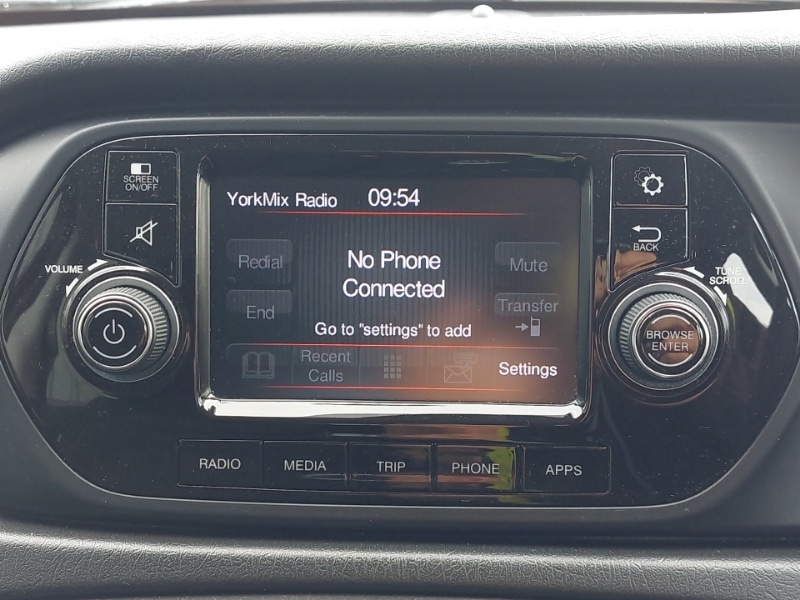 SCREEN
ON/OFF
VOLUME
YorkMix Radio 09:54
Redial
No Phone
Connected
Mute
End
Transfer
Go to "settings" to add
Recent
Calls
Settings
BACK
TUNE
SCROLL
BROWSE
ENTER
RADIO MEDIA TRIP PHONE APPS